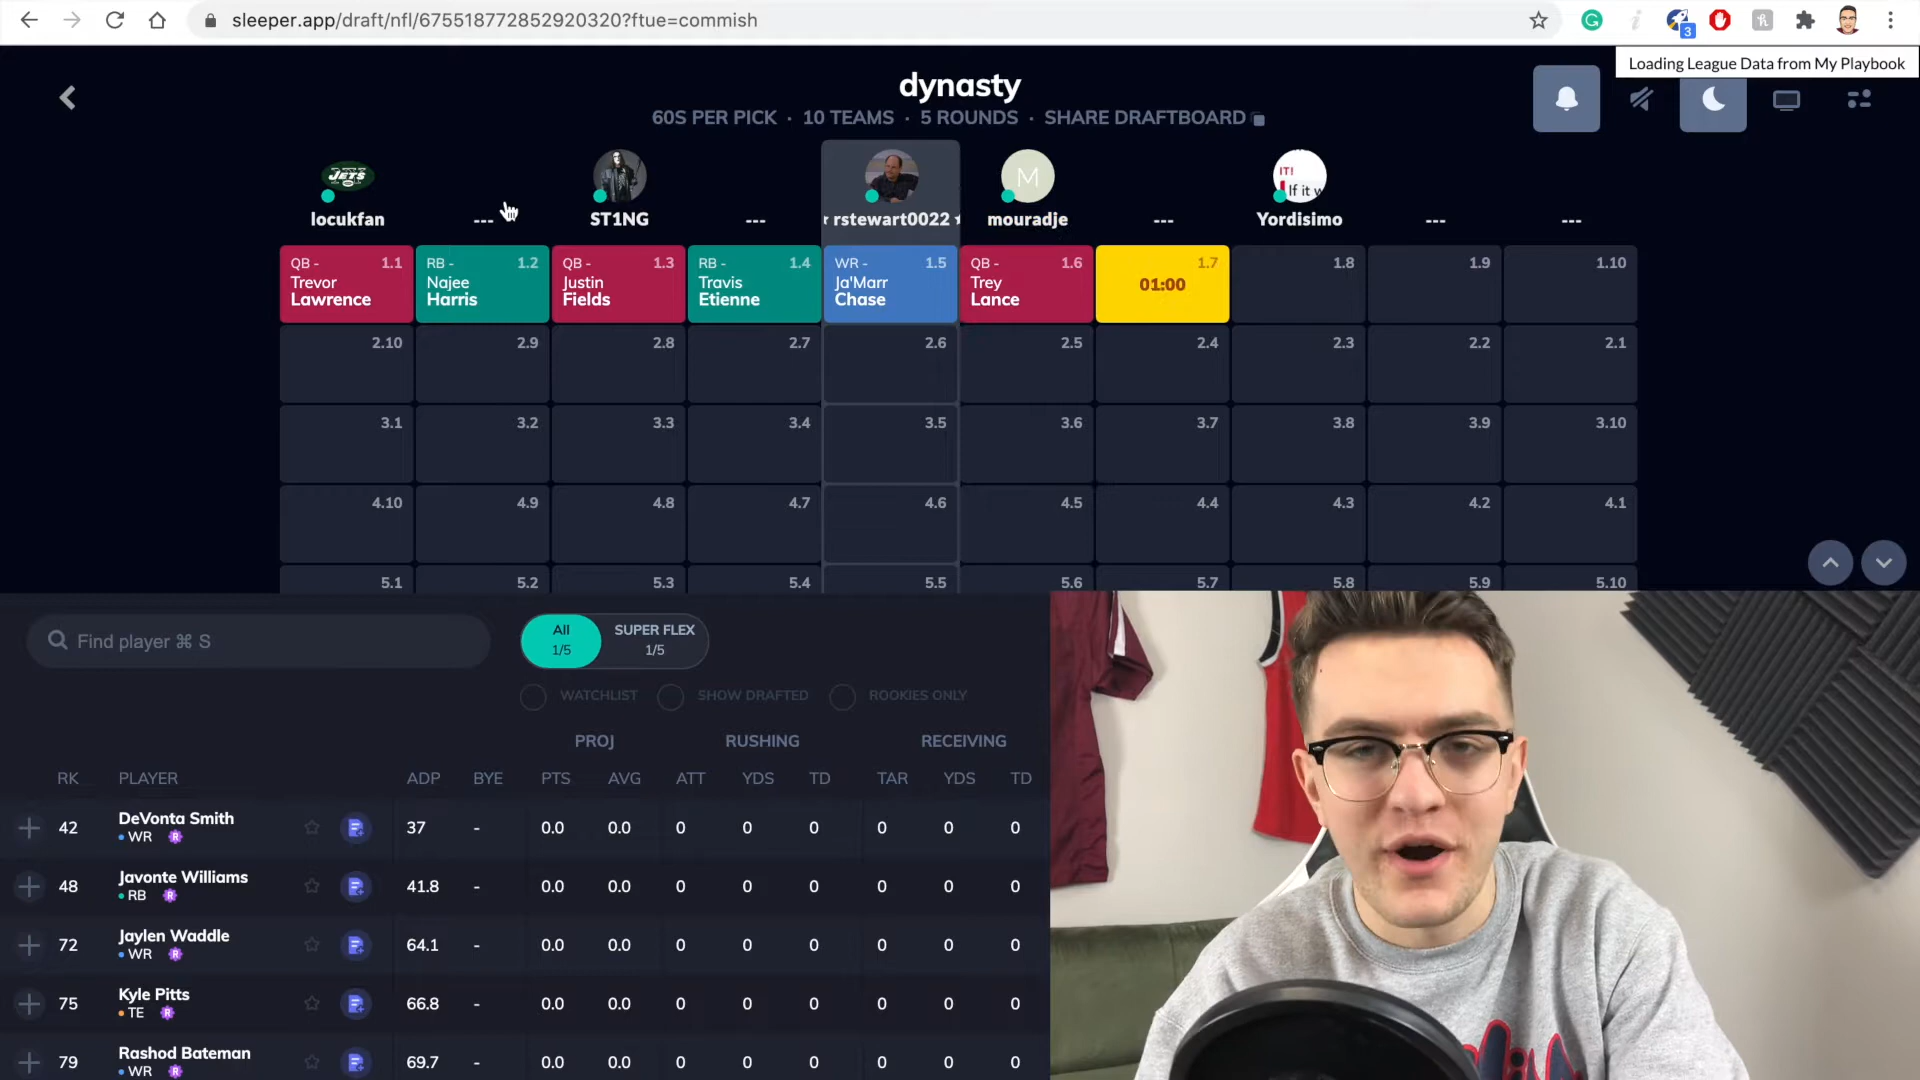 sleeper.app/draft/nfl/675518772852920320?ftue=commish
3
Loading League Data from My Playbook
dynasty
60S PER PICK · 10 TEAMS · 5 ROUNDS · SHARE DRAFTBOARD
JETS
M
IT!
If it w
locukfan --- ST1NG --- rstewart0022 mouradje --- Yordisimo --- ---
QB - 1.1 RB - 1.2 QB - 1.3 RB - 1.4 WR - 1.5 QB - 1.6 1.7 1.8 1.9 1.10
Trevor Najee Justin Travis Ja'Marr Trey 01:00
Lawrence Harris Fields Etienne Chase Lance
2.10 2.9 2.8 2.7 2.6 2.5 2.4 2.3 2.2 2.1
3.1 3.2 3.3 3.4 3.5 3.6 3.7 3.8 3.9 3.10
4.10 4.9 4.8 4.7 4.6 4.5 4.4 4.3 4.2 4.1
5.1 5.2 5.3 5.4 5.5 5.6 5.7 5.8 5.9 5.10
Find player ⌘ S
All SUPER FLEX
1/5 1/5
WATCHLIST SHOW DRAFTED ROOKIES ONLY
PROJ RUSHING RECEIVING
RK PLAYER ADP BYE PTS AVG ATT YDS TD TAR YDS TD
42 DeVonta Smith 37 - 0.0 0.0 0 0 0 0 0 0
WR R
48 Javonte Williams 41.8 - 0.0 0.0 0 0 0 0 0 0
RB R
72 Jaylen Waddle 64.1 - 0.0 0.0 0 0 0 0 0 0
WR R
75 Kyle Pitts 66.8 - 0.0 0.0 0 0 0 0 0 0
TE R
79 Rashod Bateman 69.7 - 0.0 0.0 0 0 0 0 0 0
WR R